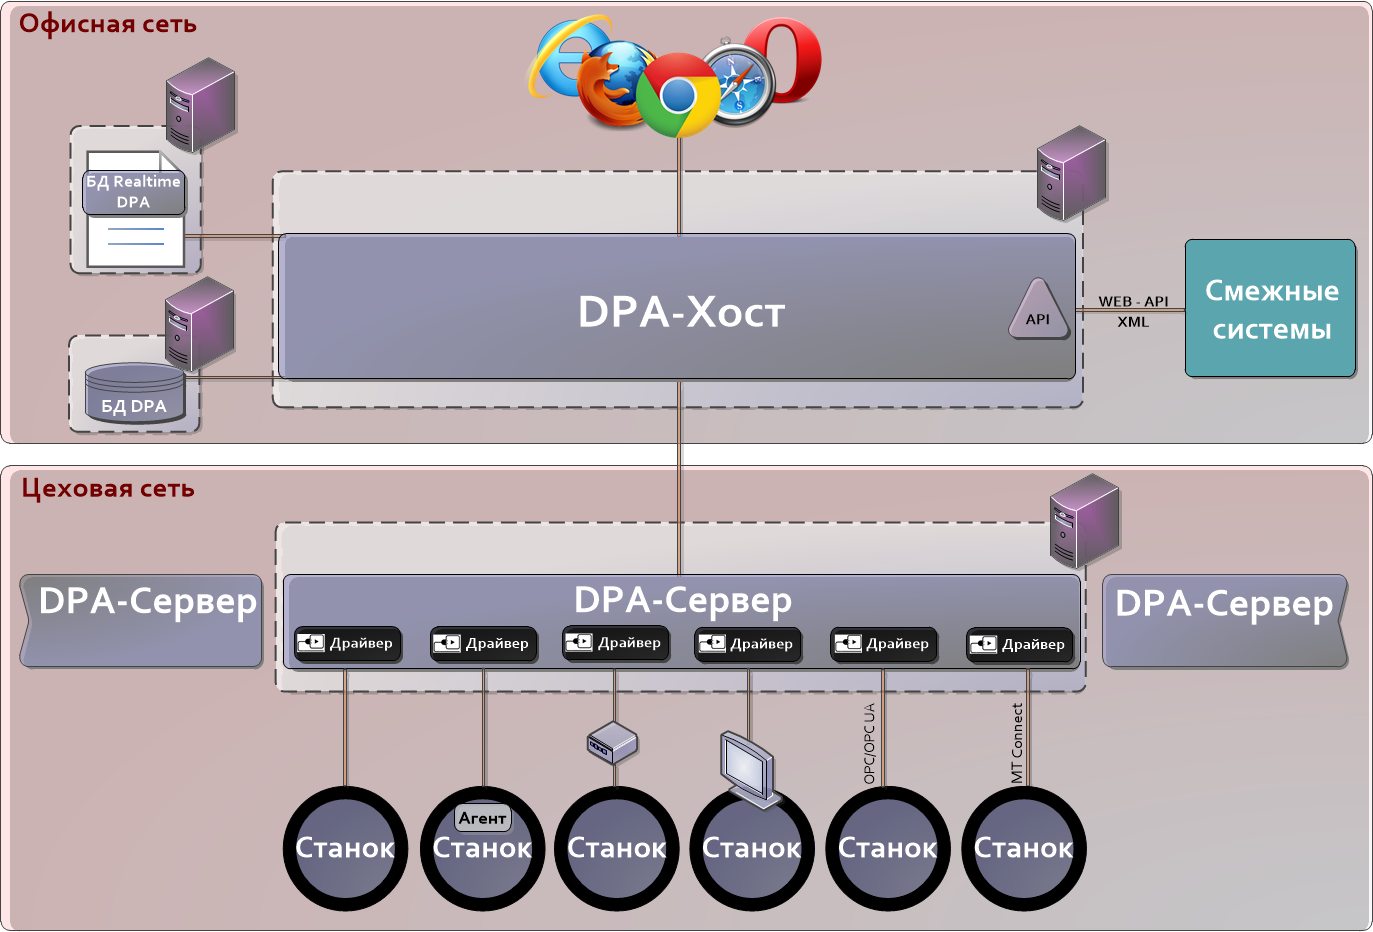 Офисная сеть
БД Realtime
DPA
DPA-Хост
API
WEB - API
XML
Смежные
системы
БД DPA
Цеховая сеть
DPA-Сервер
DPA-Сервер
DPA-Сервер
Драйвер
Драйвер
Драйвер
Драйвер
Драйвер
Драйвер
OPC/OPC UA
MT Connect
Агент
Станок
Станок
Станок
Станок
Станок
Станок